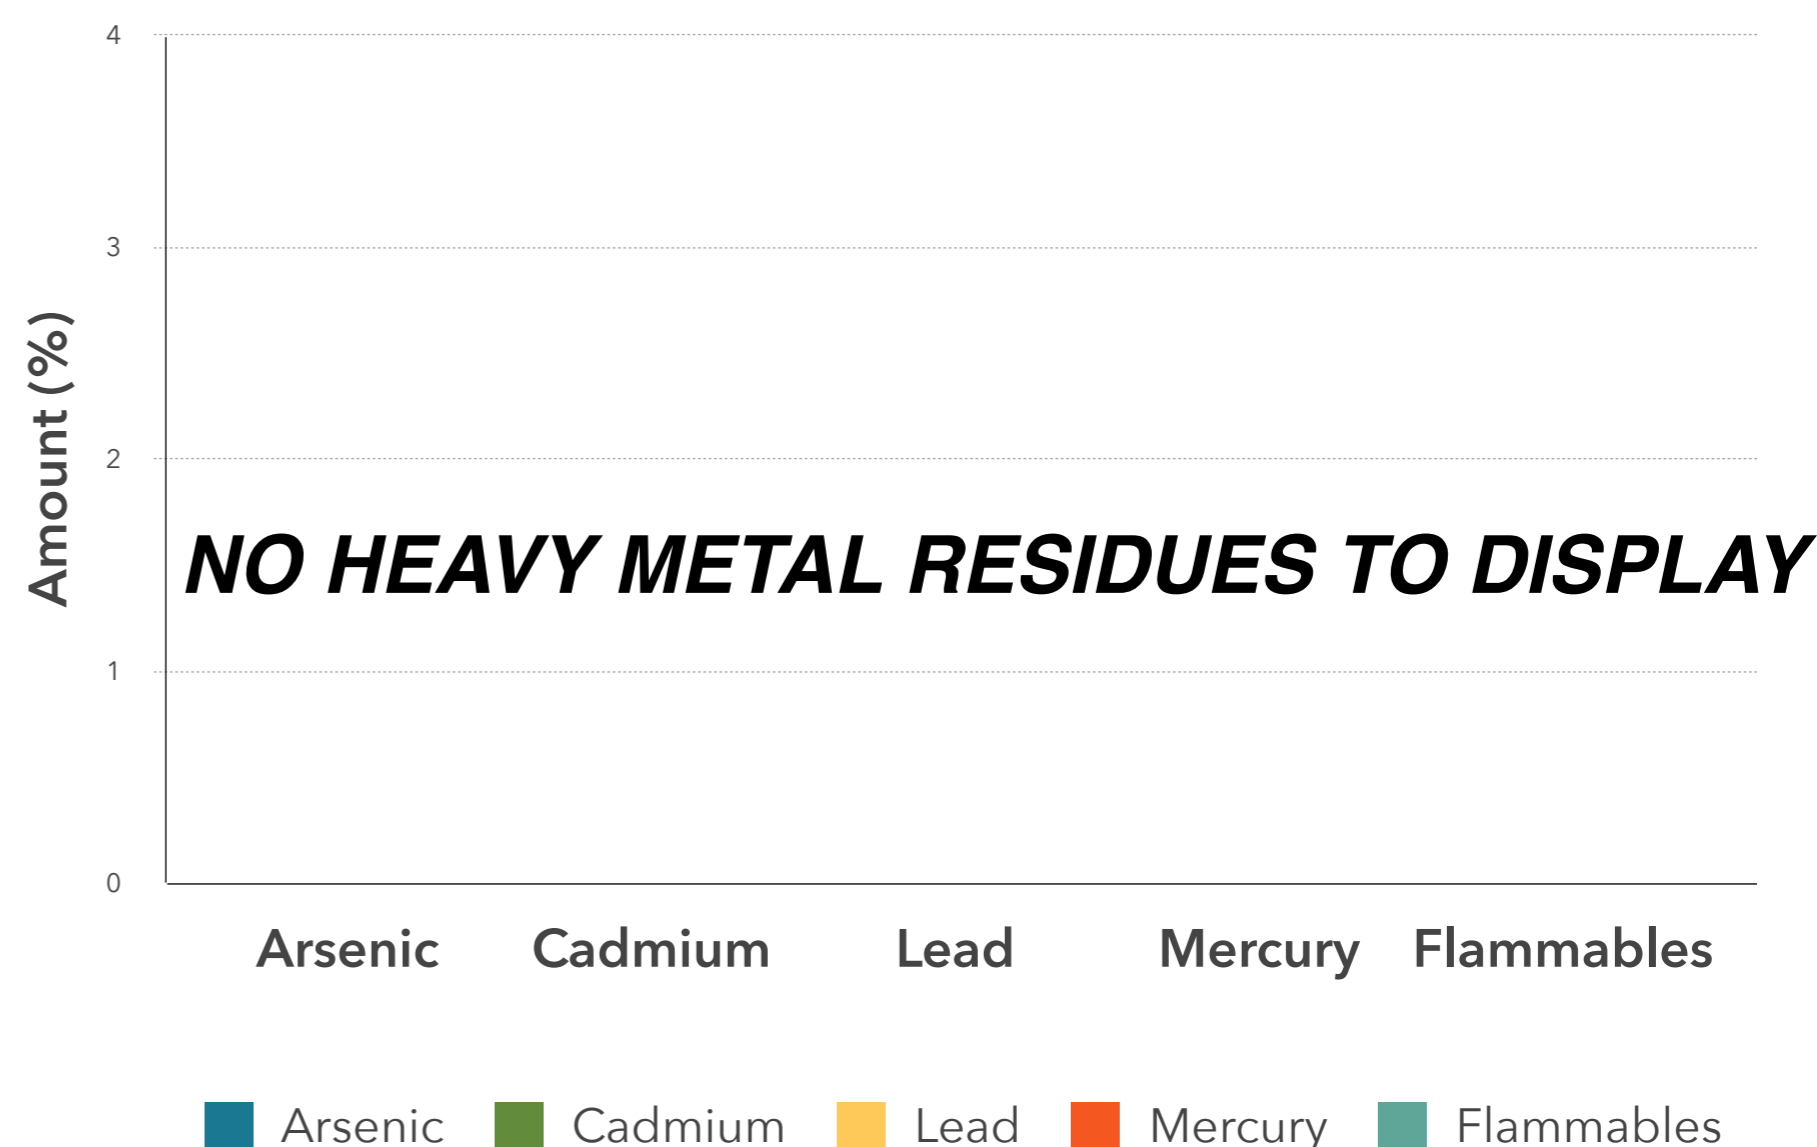 4
3
2
1
0
Amount (%)
NO HEAVY METAL RESIDUES TO DISPLAY
Arsenic Cadmium Lead Mercury Flammables
Arsenic Cadmium Lead Mercury Flammables